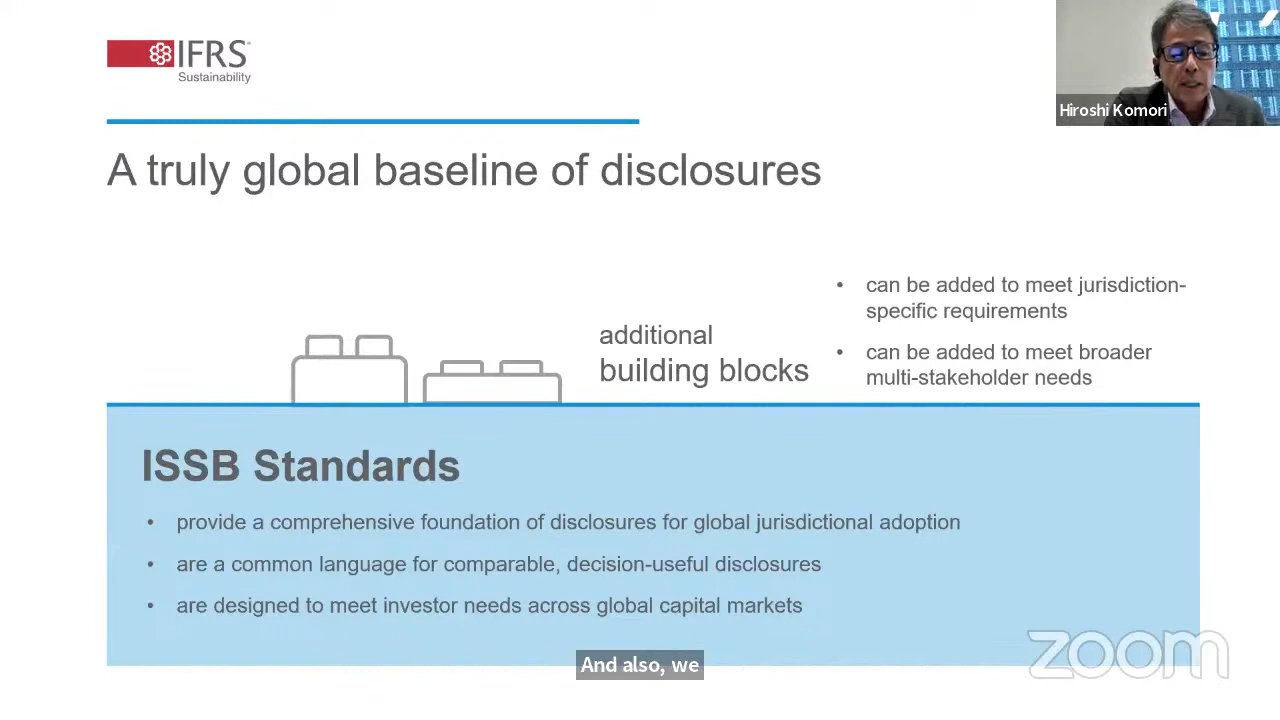 IFRS
Sustainability
Hiroshi Komori
A truly global baseline of disclosures
additional
building blocks
• can be added to meet jurisdiction-
specific requirements
• can be added to meet broader
multi-stakeholder needs
ISSB Standards
• provide a comprehensive foundation of disclosures for global jurisdictional adoption
• are a common language for comparable, decision-useful disclosures
• are designed to meet investor needs across global capital markets
And also, we
zoom